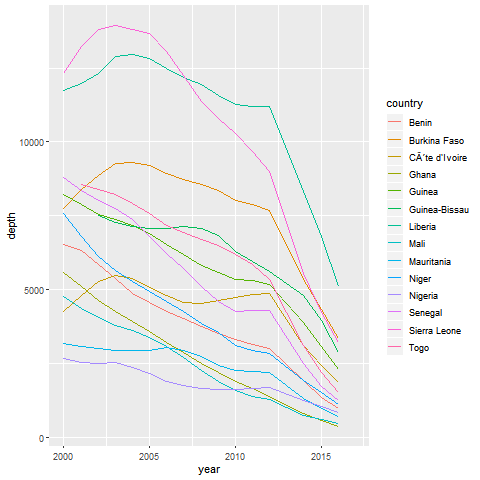 depth
10000
5000
0
2000
2005
2010
2015
year
country
Benin
Burkina Faso
CÃ´te d'Ivoire
Ghana
Guinea
Guinea-Bissau
Liberia
Mali
Mauritania
Niger
Nigeria
Senegal
Sierra Leone
Togo